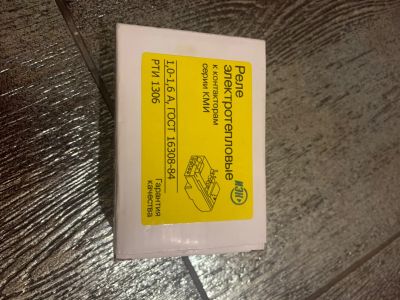 Реле
электротепловые
к контакторам
серии КМИ
ИЭК
1,0-1,6 А, ГОСТ 16308-84
РТИ 1306
Гарантия
качества